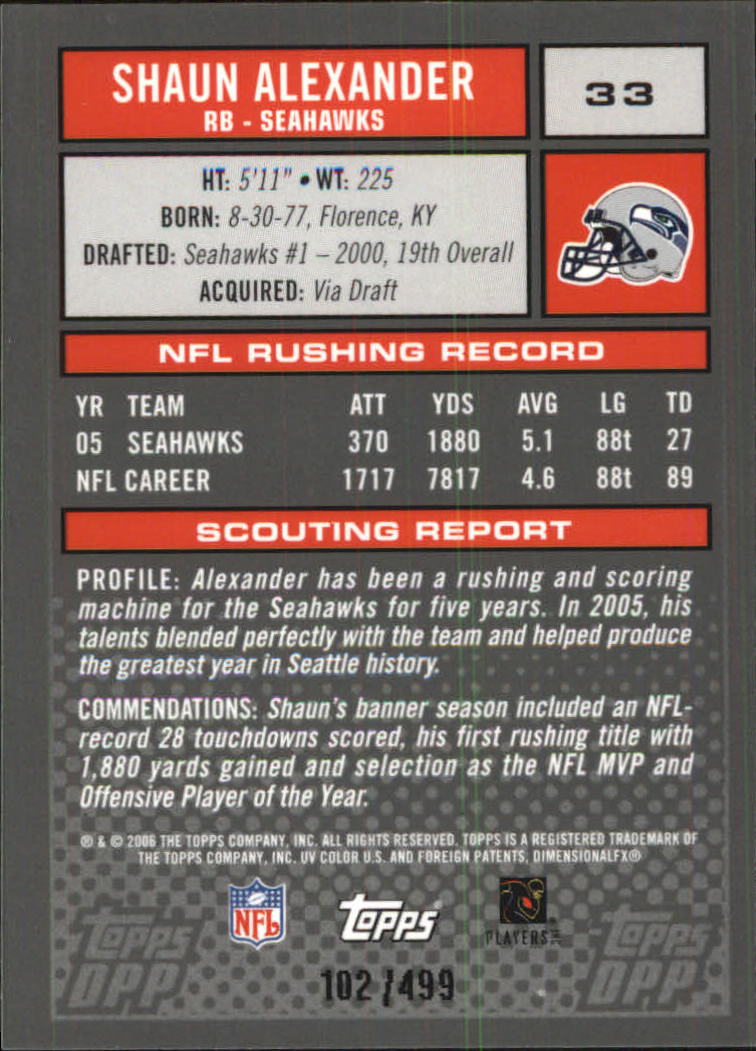 SHAUN ALEXANDER
RB - SEAHAWKS
33
HT: 5'11" • WT: 225
BORN: 8-30-77, Florence, KY
DRAFTED: Seahawks #1 – 2000, 19th Overall
ACQUIRED: Via Draft
NFL RUSHING RECORD
YR TEAM ATT YDS AVG LG TD
05 SEAHAWKS 370 1880 5.1 88t 27
NFL CAREER 1717 7817 4.6 88t 89
SCOUTING REPORT
PROFILE: Alexander has been a rushing and scoring
machine for the Seahawks for five years. In 2005, his
talents blended perfectly with the team and helped produce
the greatest year in Seattle history.
COMMENDATIONS: Shaun's banner season included an NFL-
record 28 touchdowns scored, his first rushing title with
1,880 yards gained and selection as the NFL MVP and
Offensive Player of the Year.
® & © 2006 THE TOPPS COMPANY, INC. ALL RIGHTS RESERVED. TOPPS IS A REGISTERED TRADEMARK OF
THE TOPPS COMPANY, INC. UV COLOR U.S. AND FOREIGN PATENTS, DIMENSIONALFX®
NFL
Topps®
PLAYERS
Topps
DPP
102/499
Topps
DPP